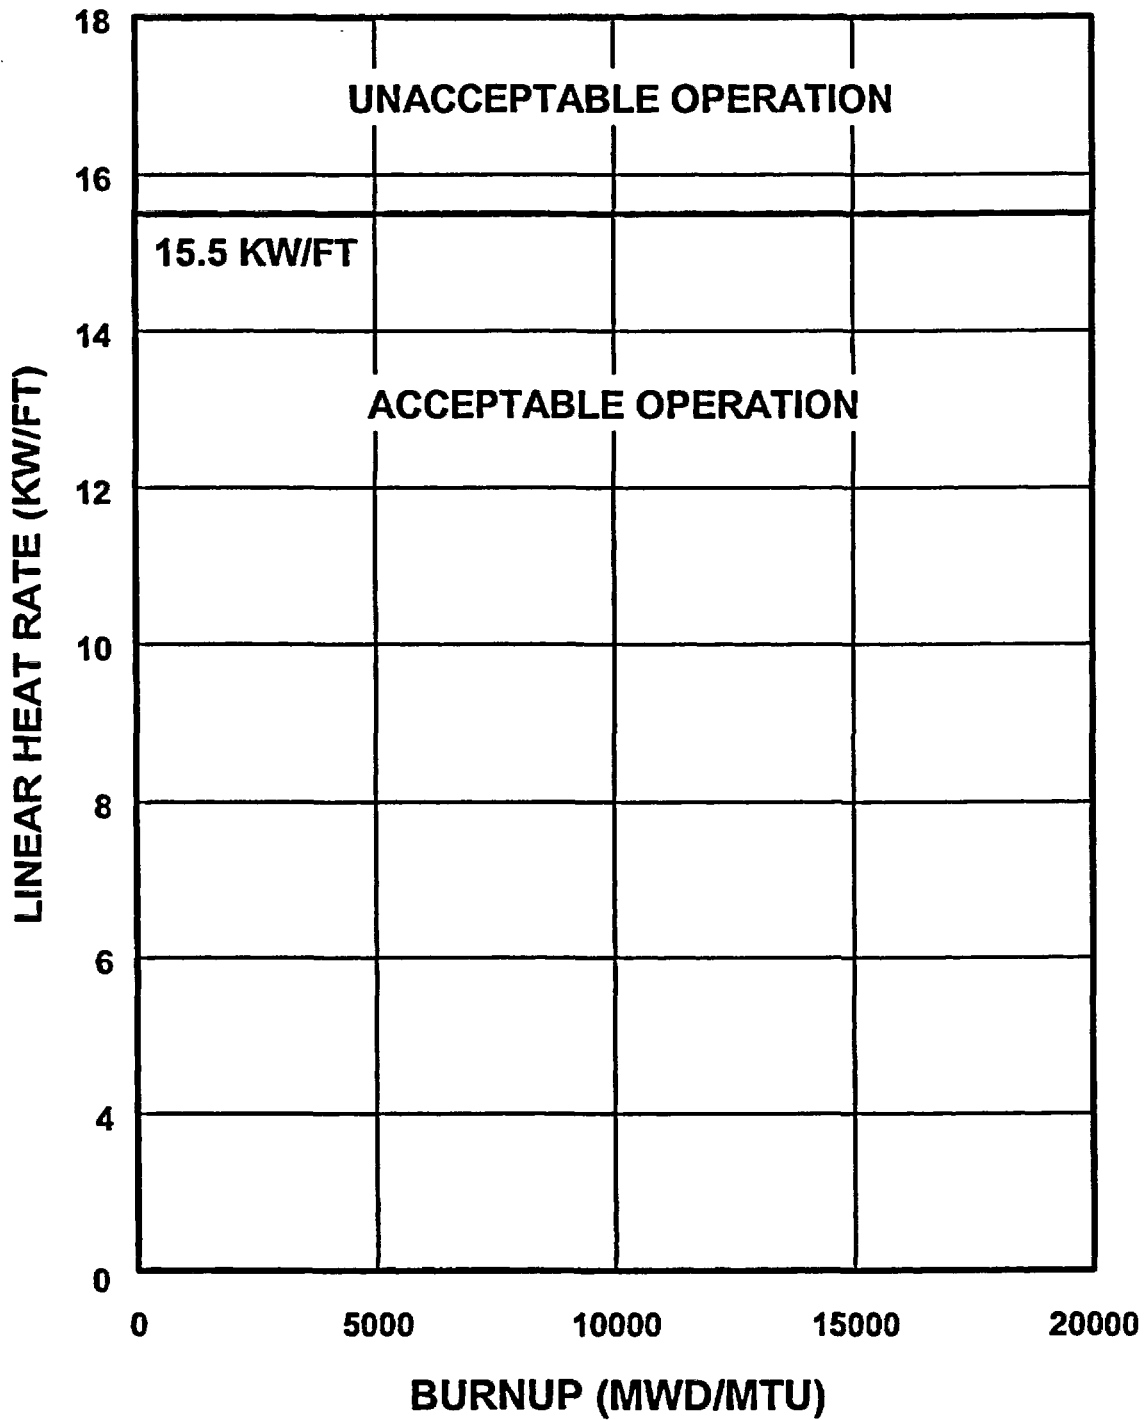 18
UNACCEPTABLE OPERATION
16
15.5 KW/FT
14
ACCEPTABLE OPERATION
12
10
8
6
4
0
LINEAR HEAT RATE (KW/FT)
0 5000 10000 15000 20000
BURNUP (MWD/MTU)